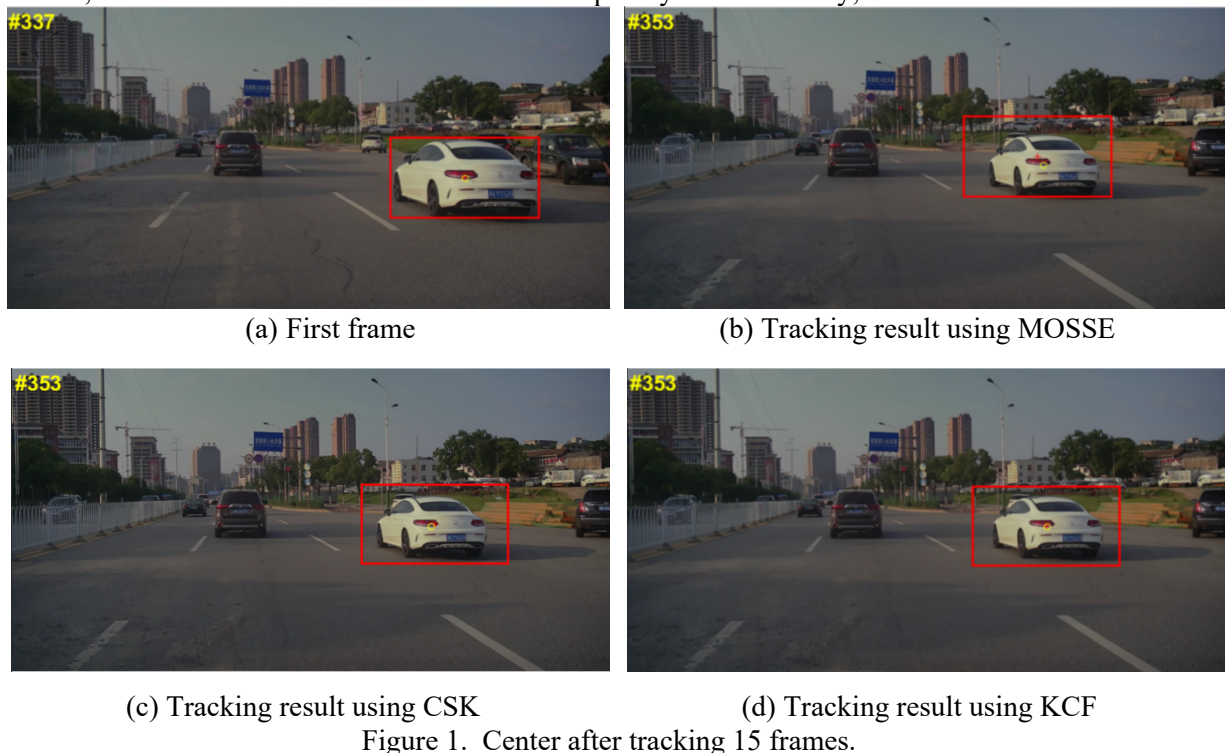 #337
#353
(a) First frame
(b) Tracking result using MOSSE
#353
#353
(c) Tracking result using CSK
(d) Tracking result using KCF
Figure 1. Center after tracking 15 frames.